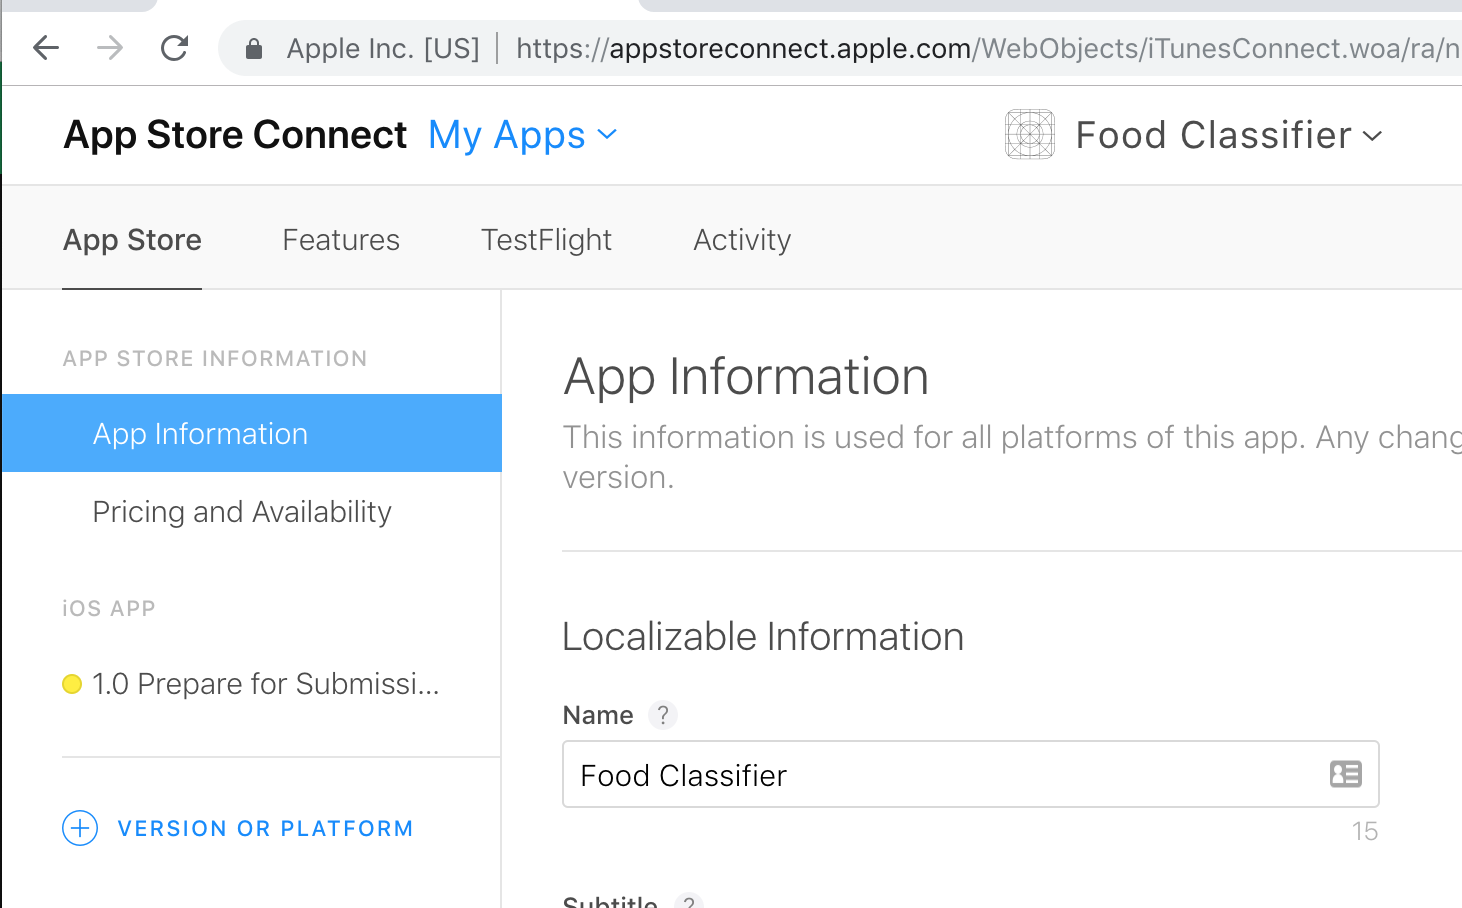 Apple Inc. [US] | https://appstoreconnect.apple.com/WebObjects/iTunesConnect.woa/ra/n
App Store Connect My Apps Food Classifier
App Store Features TestFlight Activity
APP STORE INFORMATION
App Information
Pricing and Availability
iOS APP
1.0 Prepare for Submissi...
VERSION OR PLATFORM
App Information
This information is used for all platforms of this app. Any chang
version.
Localizable Information
Name ?
Food Classifier
15
Subtitle ?